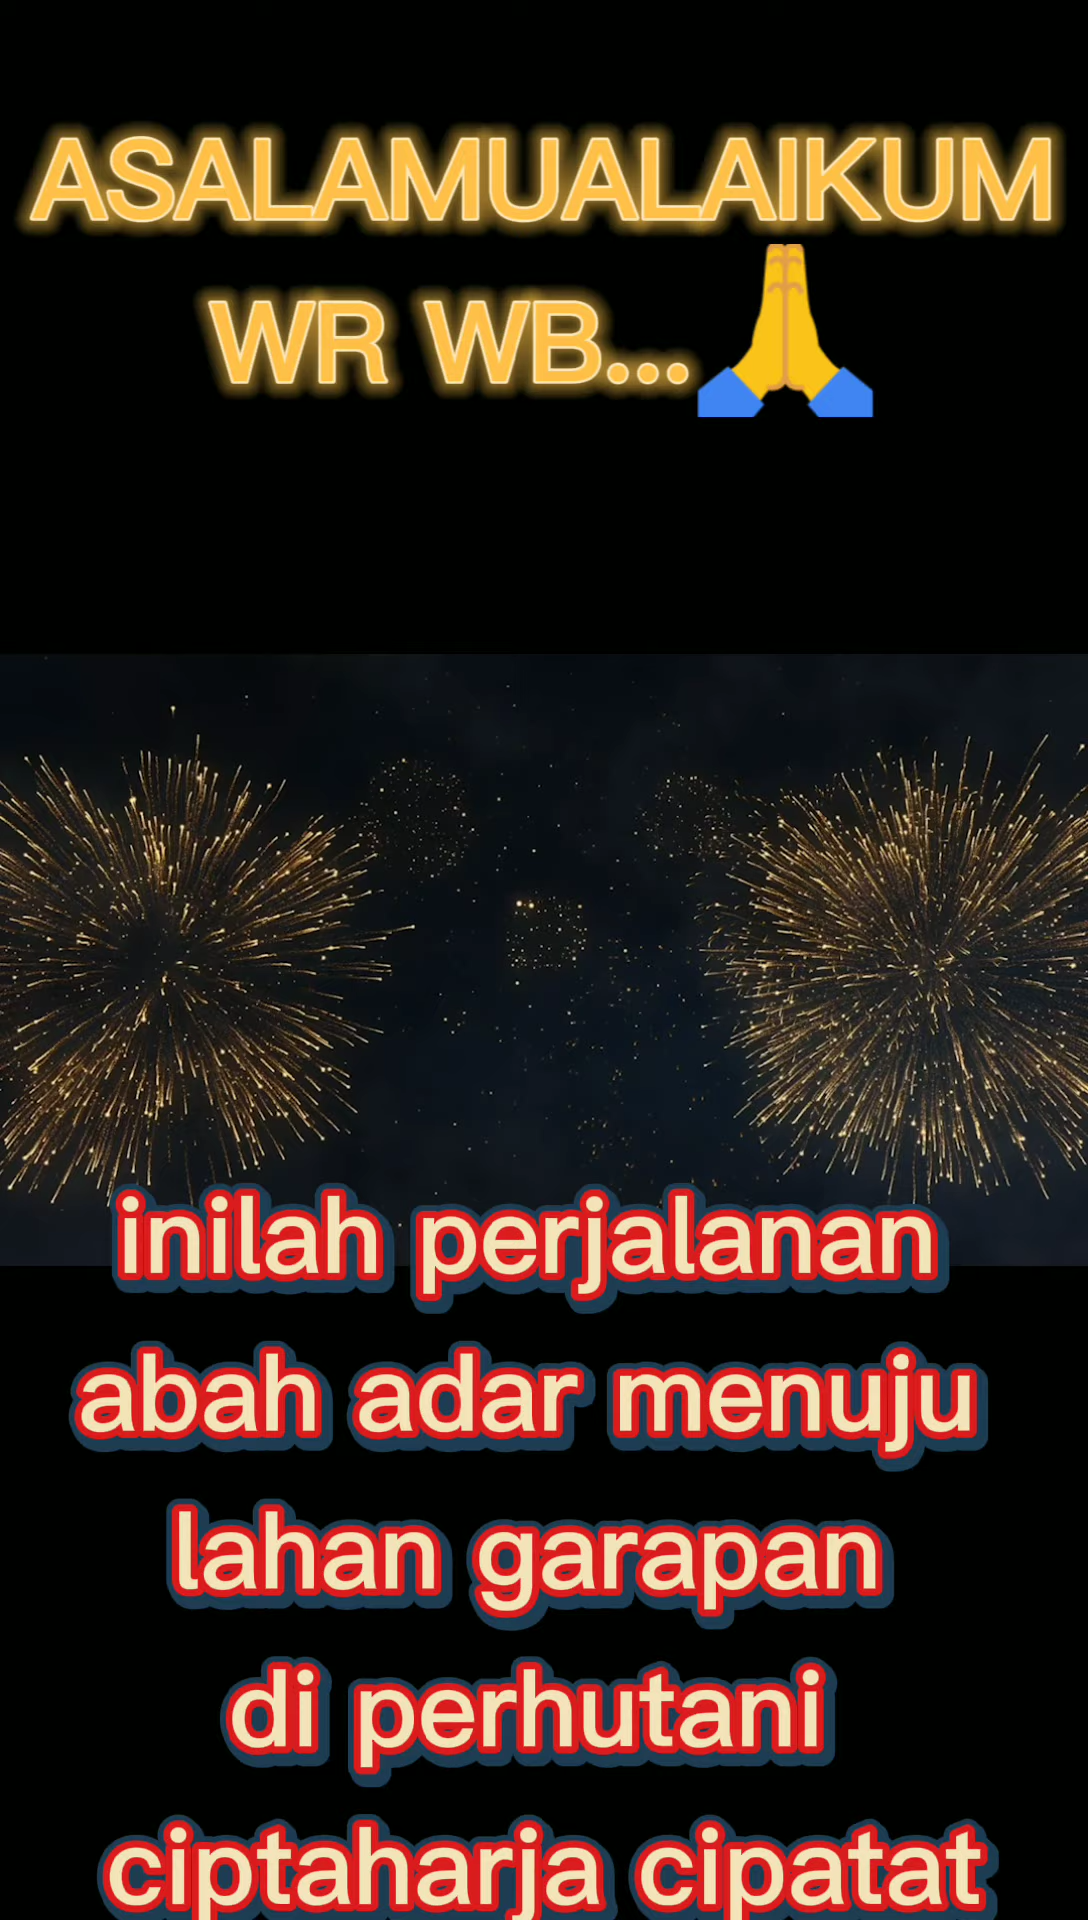 ASALAMUALAIKUM
WR WB...🙏
inilah perjalanan
abah adar menuju
lahan garapan
di perhutani
ciptaharja cipatat